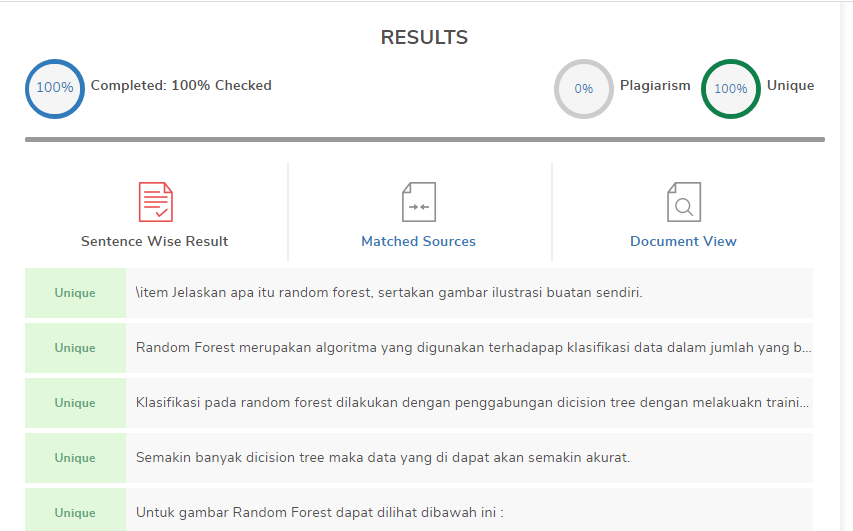 RESULTS
100% Completed: 100% Checked 0% Plagiarism 100% Unique
Sentence Wise Result Matched Sources Document View
Unique \item Jelaskan apa itu random forest, sertakan gambar ilustrasi buatan sendiri.
Unique Random Forest merupakan algoritma yang digunakan terhadapap klasifikasi data dalam jumlah yang b...
Unique Klasifikasi pada random forest dilakukan dengan penggabungan dicision tree dengan melakuakn traini...
Unique Semakin banyak dicision tree maka data yang di dapat akan semakin akurat.
Unique Untuk gambar Random Forest dapat dilihat dibawah ini :